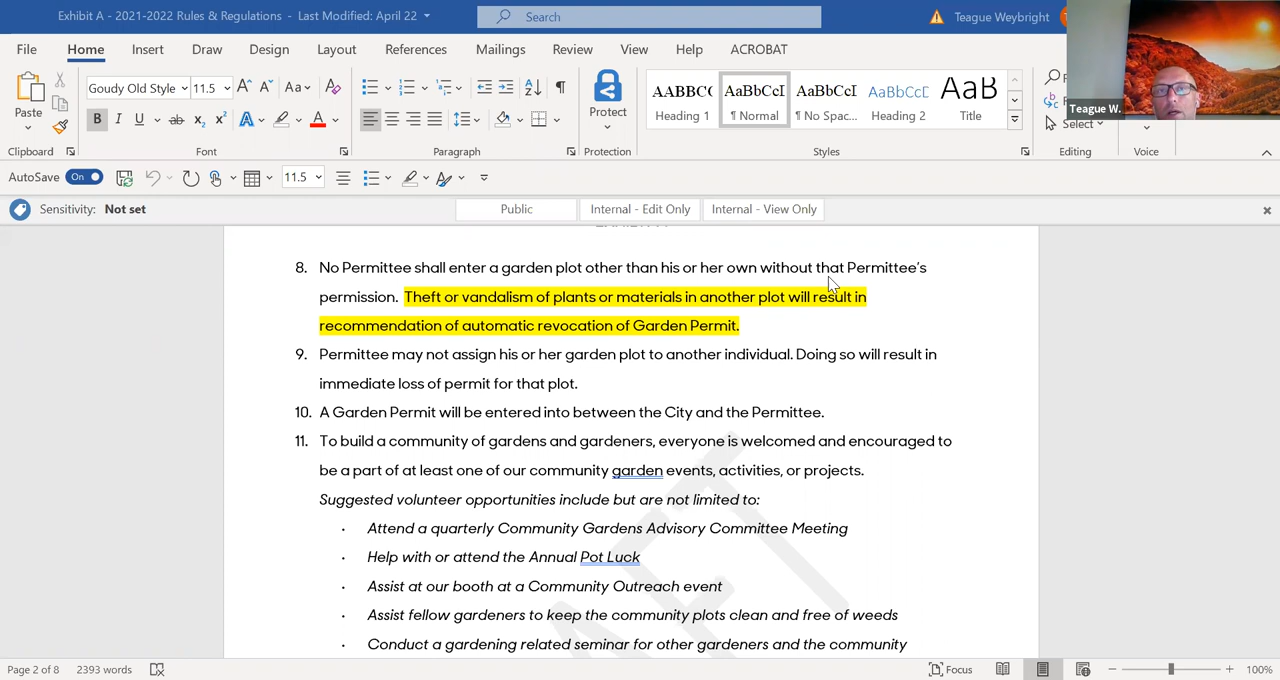 Exhibit A - 2021-2022 Rules & Regulations - Last Modified: April 22
Search
Teague Weybright
File Home Insert Draw Design Layout References Mailings Review View Help ACROBAT
Teague W.
Paste
Goudy Old Style 11.5
Aa
Protect
AABBC
AaBbCcI
AaBbCcI
AaBbCcD
AaB
Heading 1
¶ Normal
¶ No Spac...
Heading 2
Title
Select
Clipboard
Font
Paragraph
Protection
Styles
Editing
Voice
AutoSave On
11.5
Sensitivity: Not set
Public
Internal - Edit Only
Internal - View Only
8. No Permittee shall enter a garden plot other than his or her own without that Permittee's
permission. Theft or vandalism of plants or materials in another plot will result in
recommendation of automatic revocation of Garden Permit.
9. Permittee may not assign his or her garden plot to another individual. Doing so will result in
immediate loss of permit for that plot.
10. A Garden Permit will be entered into between the City and the Permittee.
11. To build a community of gardens and gardeners, everyone is welcomed and encouraged to
be a part of at least one of our community garden events, activities, or projects.
Suggested volunteer opportunities include but are not limited to:
· Attend a quarterly Community Gardens Advisory Committee Meeting
· Help with or attend the Annual Pot Luck
· Assist at our booth at a Community Outreach event
· Assist fellow gardeners to keep the community plots clean and free of weeds
· Conduct a gardening related seminar for other gardeners and the community
Page 2 of 8
2393 words
Focus
100%